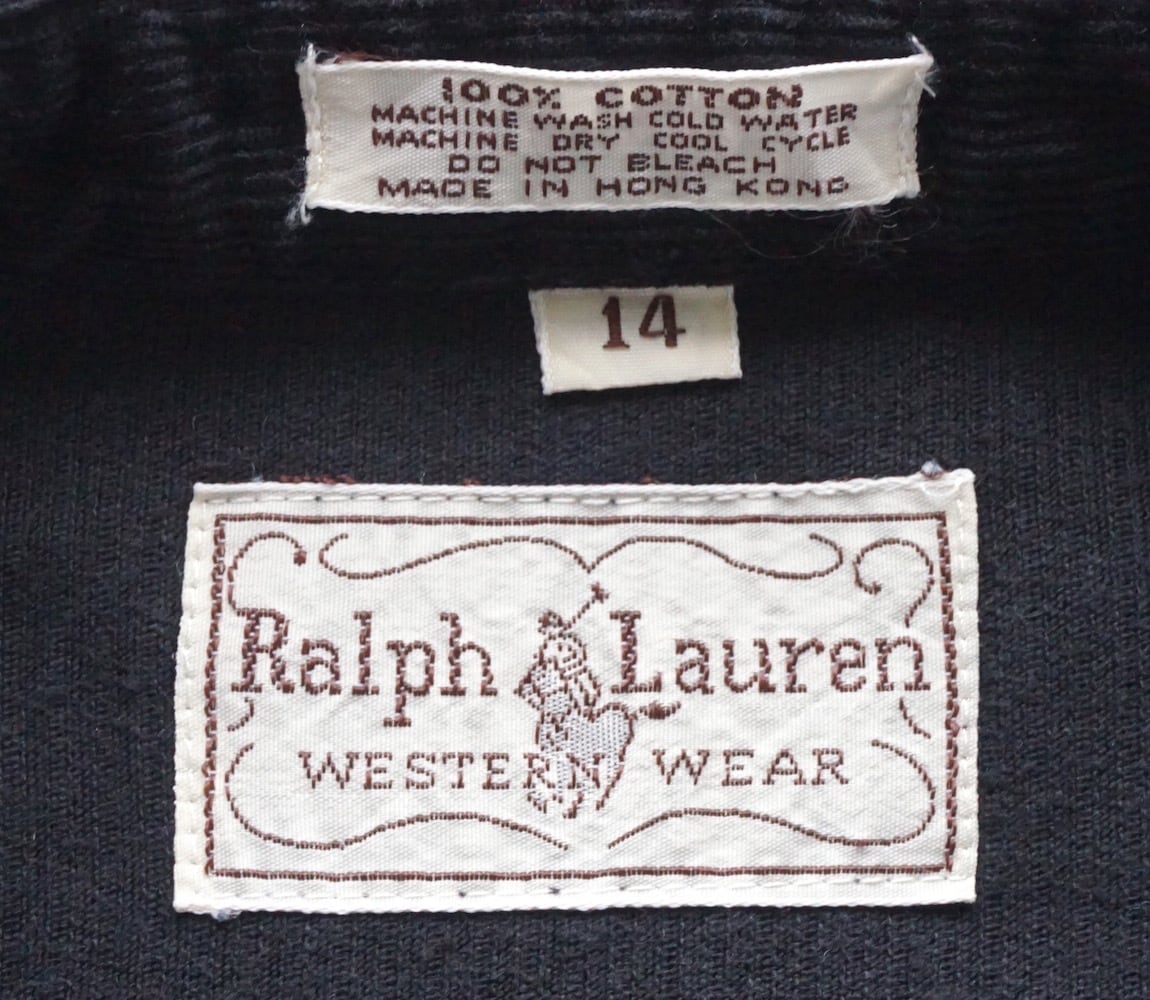 100% COTTON
MACHINE WASH COLD WATER
MACHINE DRY COOL CYCLE
DO NOT BLEACH
MADE IN HONG KONG
14
Ralph Lauren
WESTERN WEAR